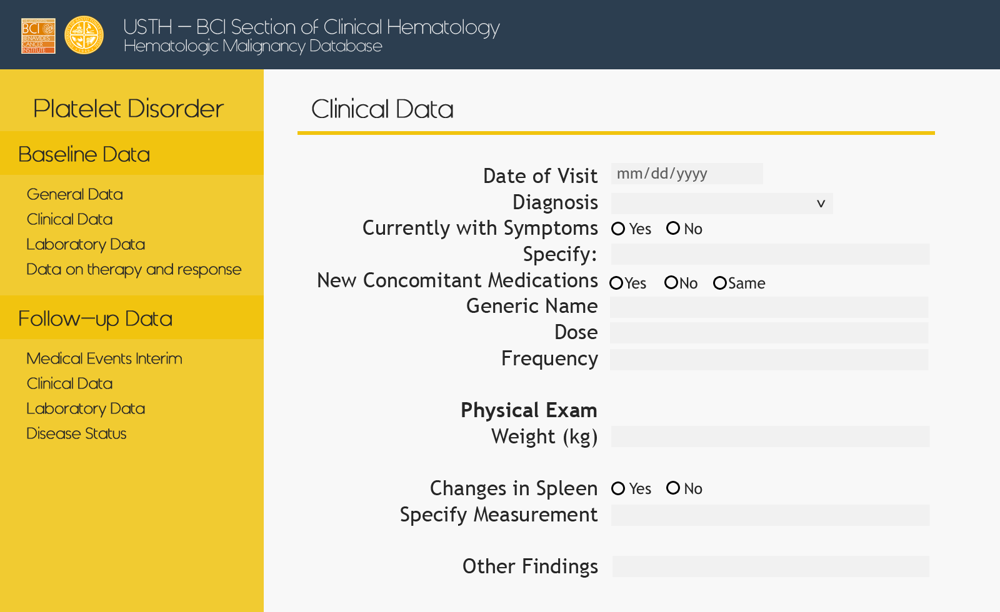 BCI
BENAVIDES
CANCER
INSTITUTE
USTH – BCI Section of Clinical Hematology
Hematologic Malignancy Database
Platelet Disorder
Baseline Data
General Data
Clinical Data
Laboratory Data
Data on therapy and response
Follow–up Data
Medical Events Interim
Clinical Data
Laboratory Data
Disease Status
Clinical Data
Date of Visit mm/dd/yyyy
Diagnosis
Currently with Symptoms Yes No
Specify:
New Concomitant Medications Yes No Same
Generic Name
Dose
Frequency
Physical Exam
Weight (kg)
Changes in Spleen Yes No
Specify Measurement
Other Findings